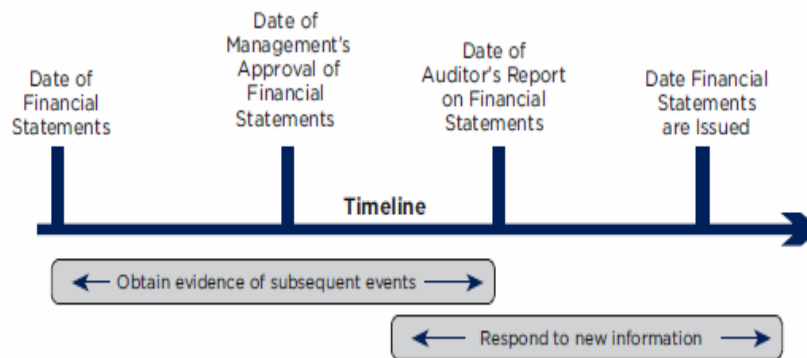 Date of
Financial
Statements
Date of
Management's
Approval of
Financial
Statements
Date of
Auditor's Report
on Financial
Statements
Date Financial
Statements
are Issued
Timeline
Obtain evidence of subsequent events
Respond to new information